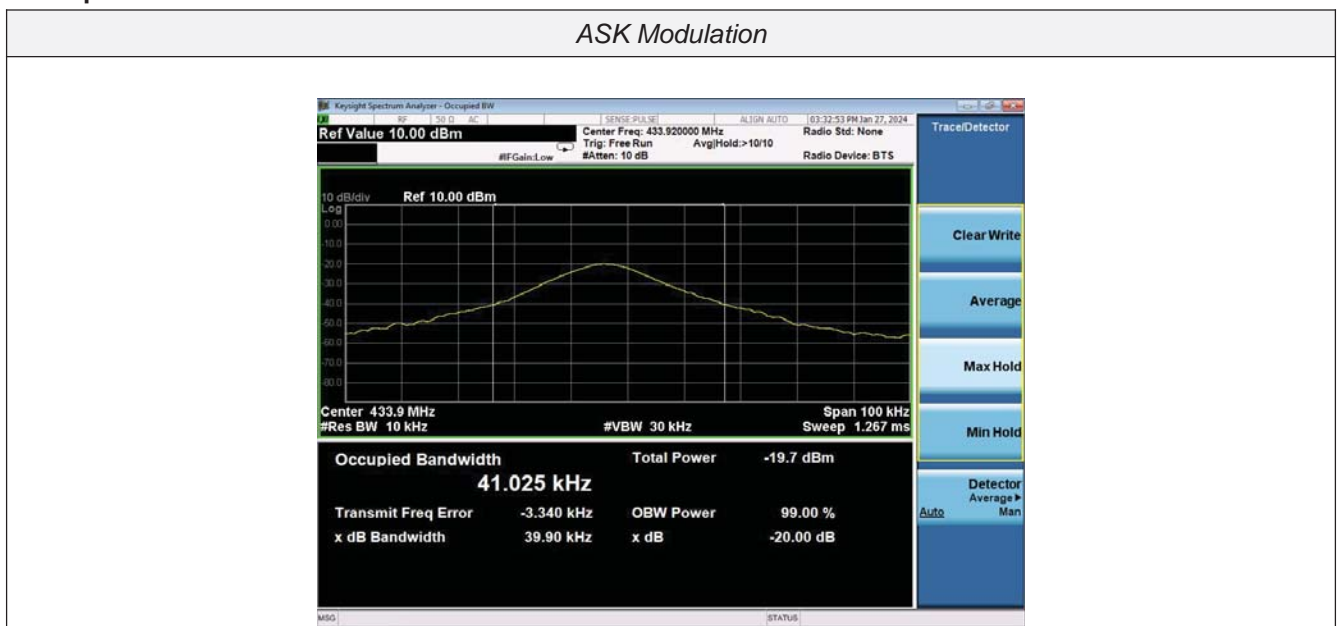 ASK Modulation
Keysight Spectrum Analyzer - Occupied BW
RF 50 Ω AC SENSE:PULSE ALIGN AUTO 03:32:53 PM Jan 27, 2024
Ref Value 10.00 dBm Center Freq: 433.920000 MHz Radio Std: None
Trig: Free Run Avg|Hold:>10/10
#IFGain:Low #Atten: 10 dB Radio Device: BTS
Trace/Detector
10 dB/div Ref 10.00 dBm
Log
0.00
-10.0
-20.0
-30.0
-40.0
-50.0
-60.0
-70.0
-80.0
Center 433.9 MHz Span 100 kHz
#Res BW 10 kHz #VBW 30 kHz Sweep 1.267 ms
Occupied Bandwidth Total Power -19.7 dBm
41.025 kHz
Transmit Freq Error -3.340 kHz OBW Power 99.00 %
x dB Bandwidth 39.90 kHz x dB -20.00 dB
Clear Write
Average
Max Hold
Min Hold
Detector
Average
Auto Man
MSG STATUS